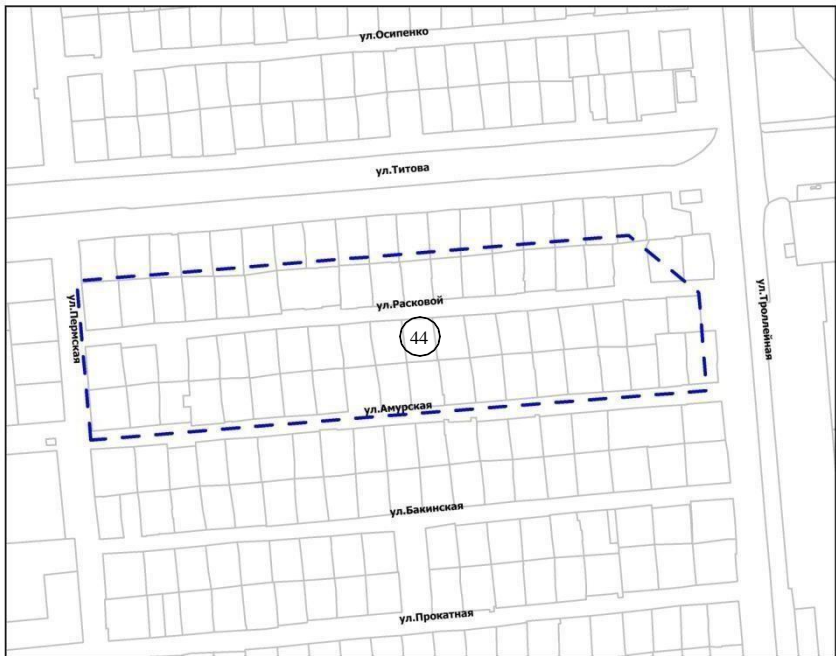 ул.Осипенко
ул.Титова
ул.Расковой
ул.Пермская
ул.Троллейная
44
ул.Амурская
ул.Бакинская
ул.Прокатная